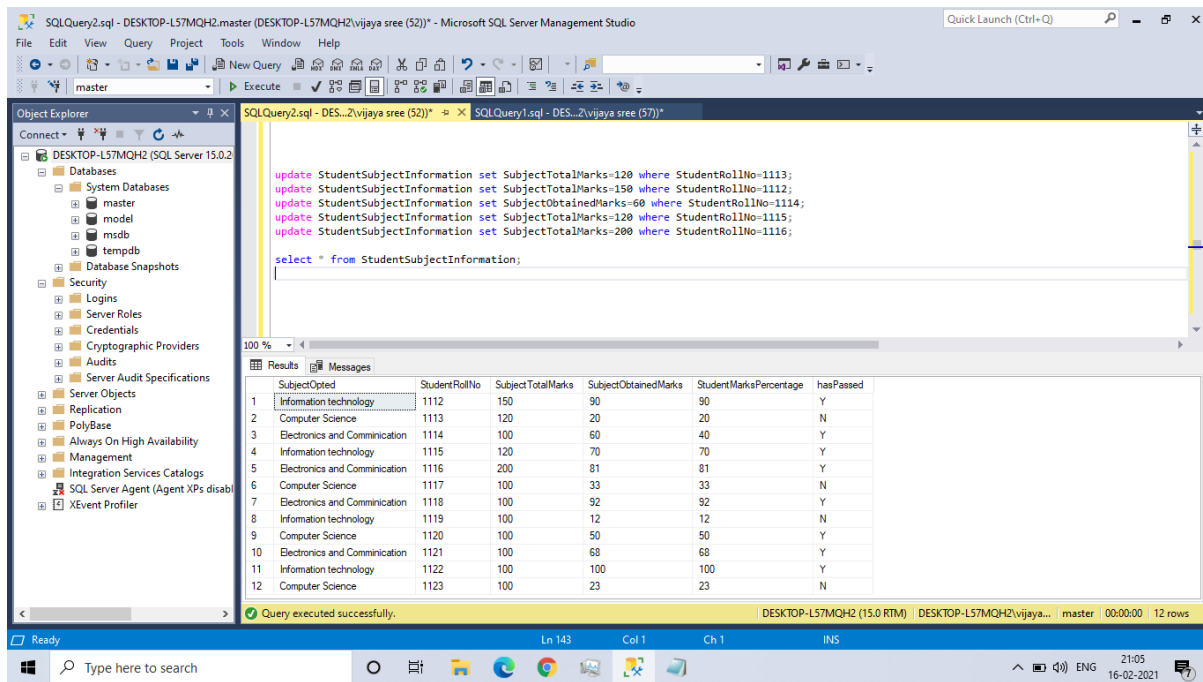 SQLQuery2.sql - DESKTOP-L57MQH2.master (DESKTOP-L57MQH2\vijaya sree (52))* - Microsoft SQL Server Management Studio
Quick Launch (Ctrl+Q)
File Edit View Query Project Tools Window Help
New Query
master
Execute
Object Explorer
SQLQuery2.sql - DES...2\vijaya sree (52))*
SQLQuery1.sql - DES...2\vijaya sree (57))*
Connect
DESKTOP-L57MQH2 (SQL Server 15.0.2
Databases
System Databases
master
model
msdb
tempdb
Database Snapshots
Security
Logins
Server Roles
Credentials
Cryptographic Providers
Audits
Server Audit Specifications
Server Objects
Replication
PolyBase
Always On High Availability
Management
Integration Services Catalogs
SQL Server Agent (Agent XPs disabl
XEvent Profiler
update StudentSubjectInformation set SubjectTotalMarks=120 where StudentRollNo=1113;
update StudentSubjectInformation set SubjectTotalMarks=150 where StudentRollNo=1112;
update StudentSubjectInformation set SubjectObtainedMarks=60 where StudentRollNo=1114;
update StudentSubjectInformation set SubjectTotalMarks=120 where StudentRollNo=1115;
update StudentSubjectInformation set SubjectTotalMarks=200 where StudentRollNo=1116;
select * from StudentSubjectInformation;
100 %
Results Messages
SubjectOpted StudentRollNo SubjectTotalMarks SubjectObtainedMarks StudentMarksPercentage hasPassed
1 Information technology 1112 150 90 90 Y
2 Computer Science 1113 120 20 20 N
3 Electronics and Comminication 1114 100 60 40 Y
4 Information technology 1115 120 70 70 Y
5 Electronics and Comminication 1116 200 81 81 Y
6 Computer Science 1117 100 33 33 N
7 Electronics and Comminication 1118 100 92 92 Y
8 Information technology 1119 100 12 12 N
9 Computer Science 1120 100 50 50 Y
10 Electronics and Comminication 1121 100 68 68 Y
11 Information technology 1122 100 100 100 Y
12 Computer Science 1123 100 23 23 N
Query executed successfully.
DESKTOP-L57MQH2 (15.0 RTM) DESKTOP-L57MQH2\vijaya... master 00:00:00 12 rows
Ready Ln 143 Col 1 Ch 1 INS
Type here to search
ENG
21:05
16-02-2021